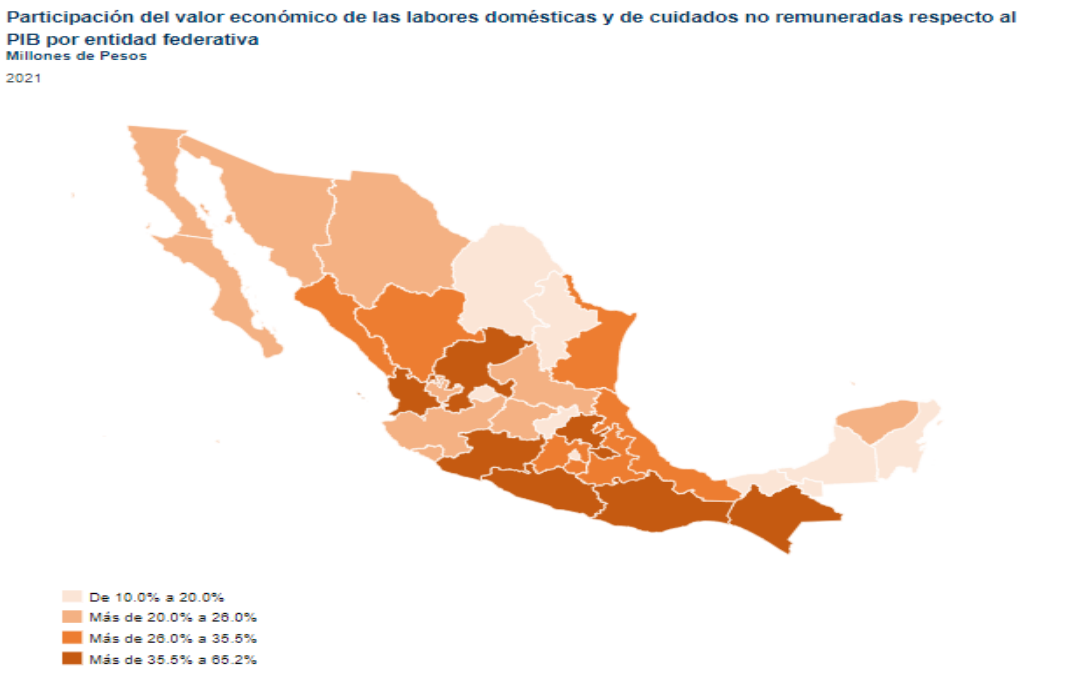 Participación del valor económico de las labores domésticas y de cuidados no remuneradas respecto al
PIB por entidad federativa
Millones de Pesos
2021
De 10.0% a 20.0%
Más de 20.0% a 26.0%
Más de 26.0% a 35.5%
Más de 35.5% a 65.2%